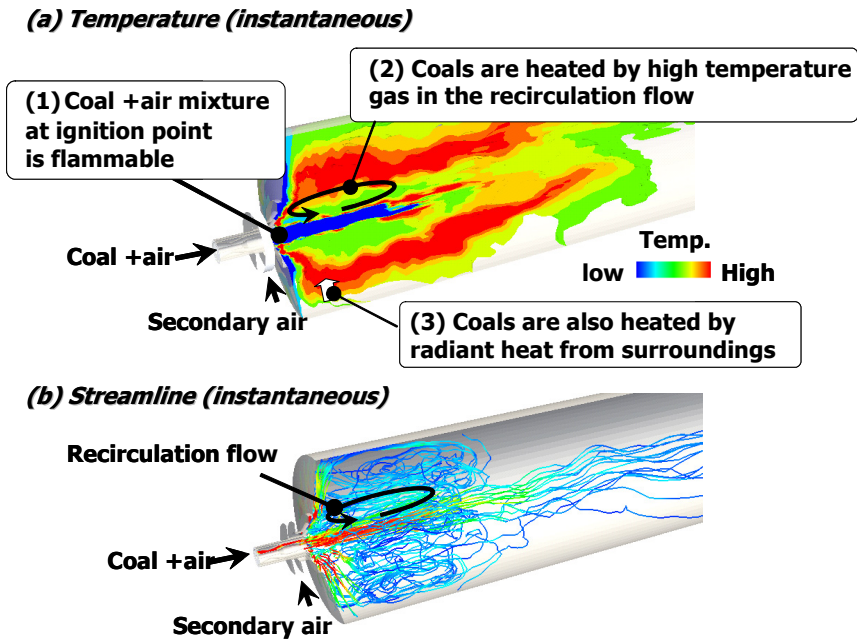 (a) Temperature (instantaneous)
(2) Coals are heated by high temperature
gas in the recirculation flow
(1) Coal +air mixture
at ignition point
is flammable
Coal +air
Secondary air
Temp.
low High
(3) Coals are also heated by
radiant heat from surroundings
(b) Streamline (instantaneous)
Recirculation flow
Coal +air
Secondary air